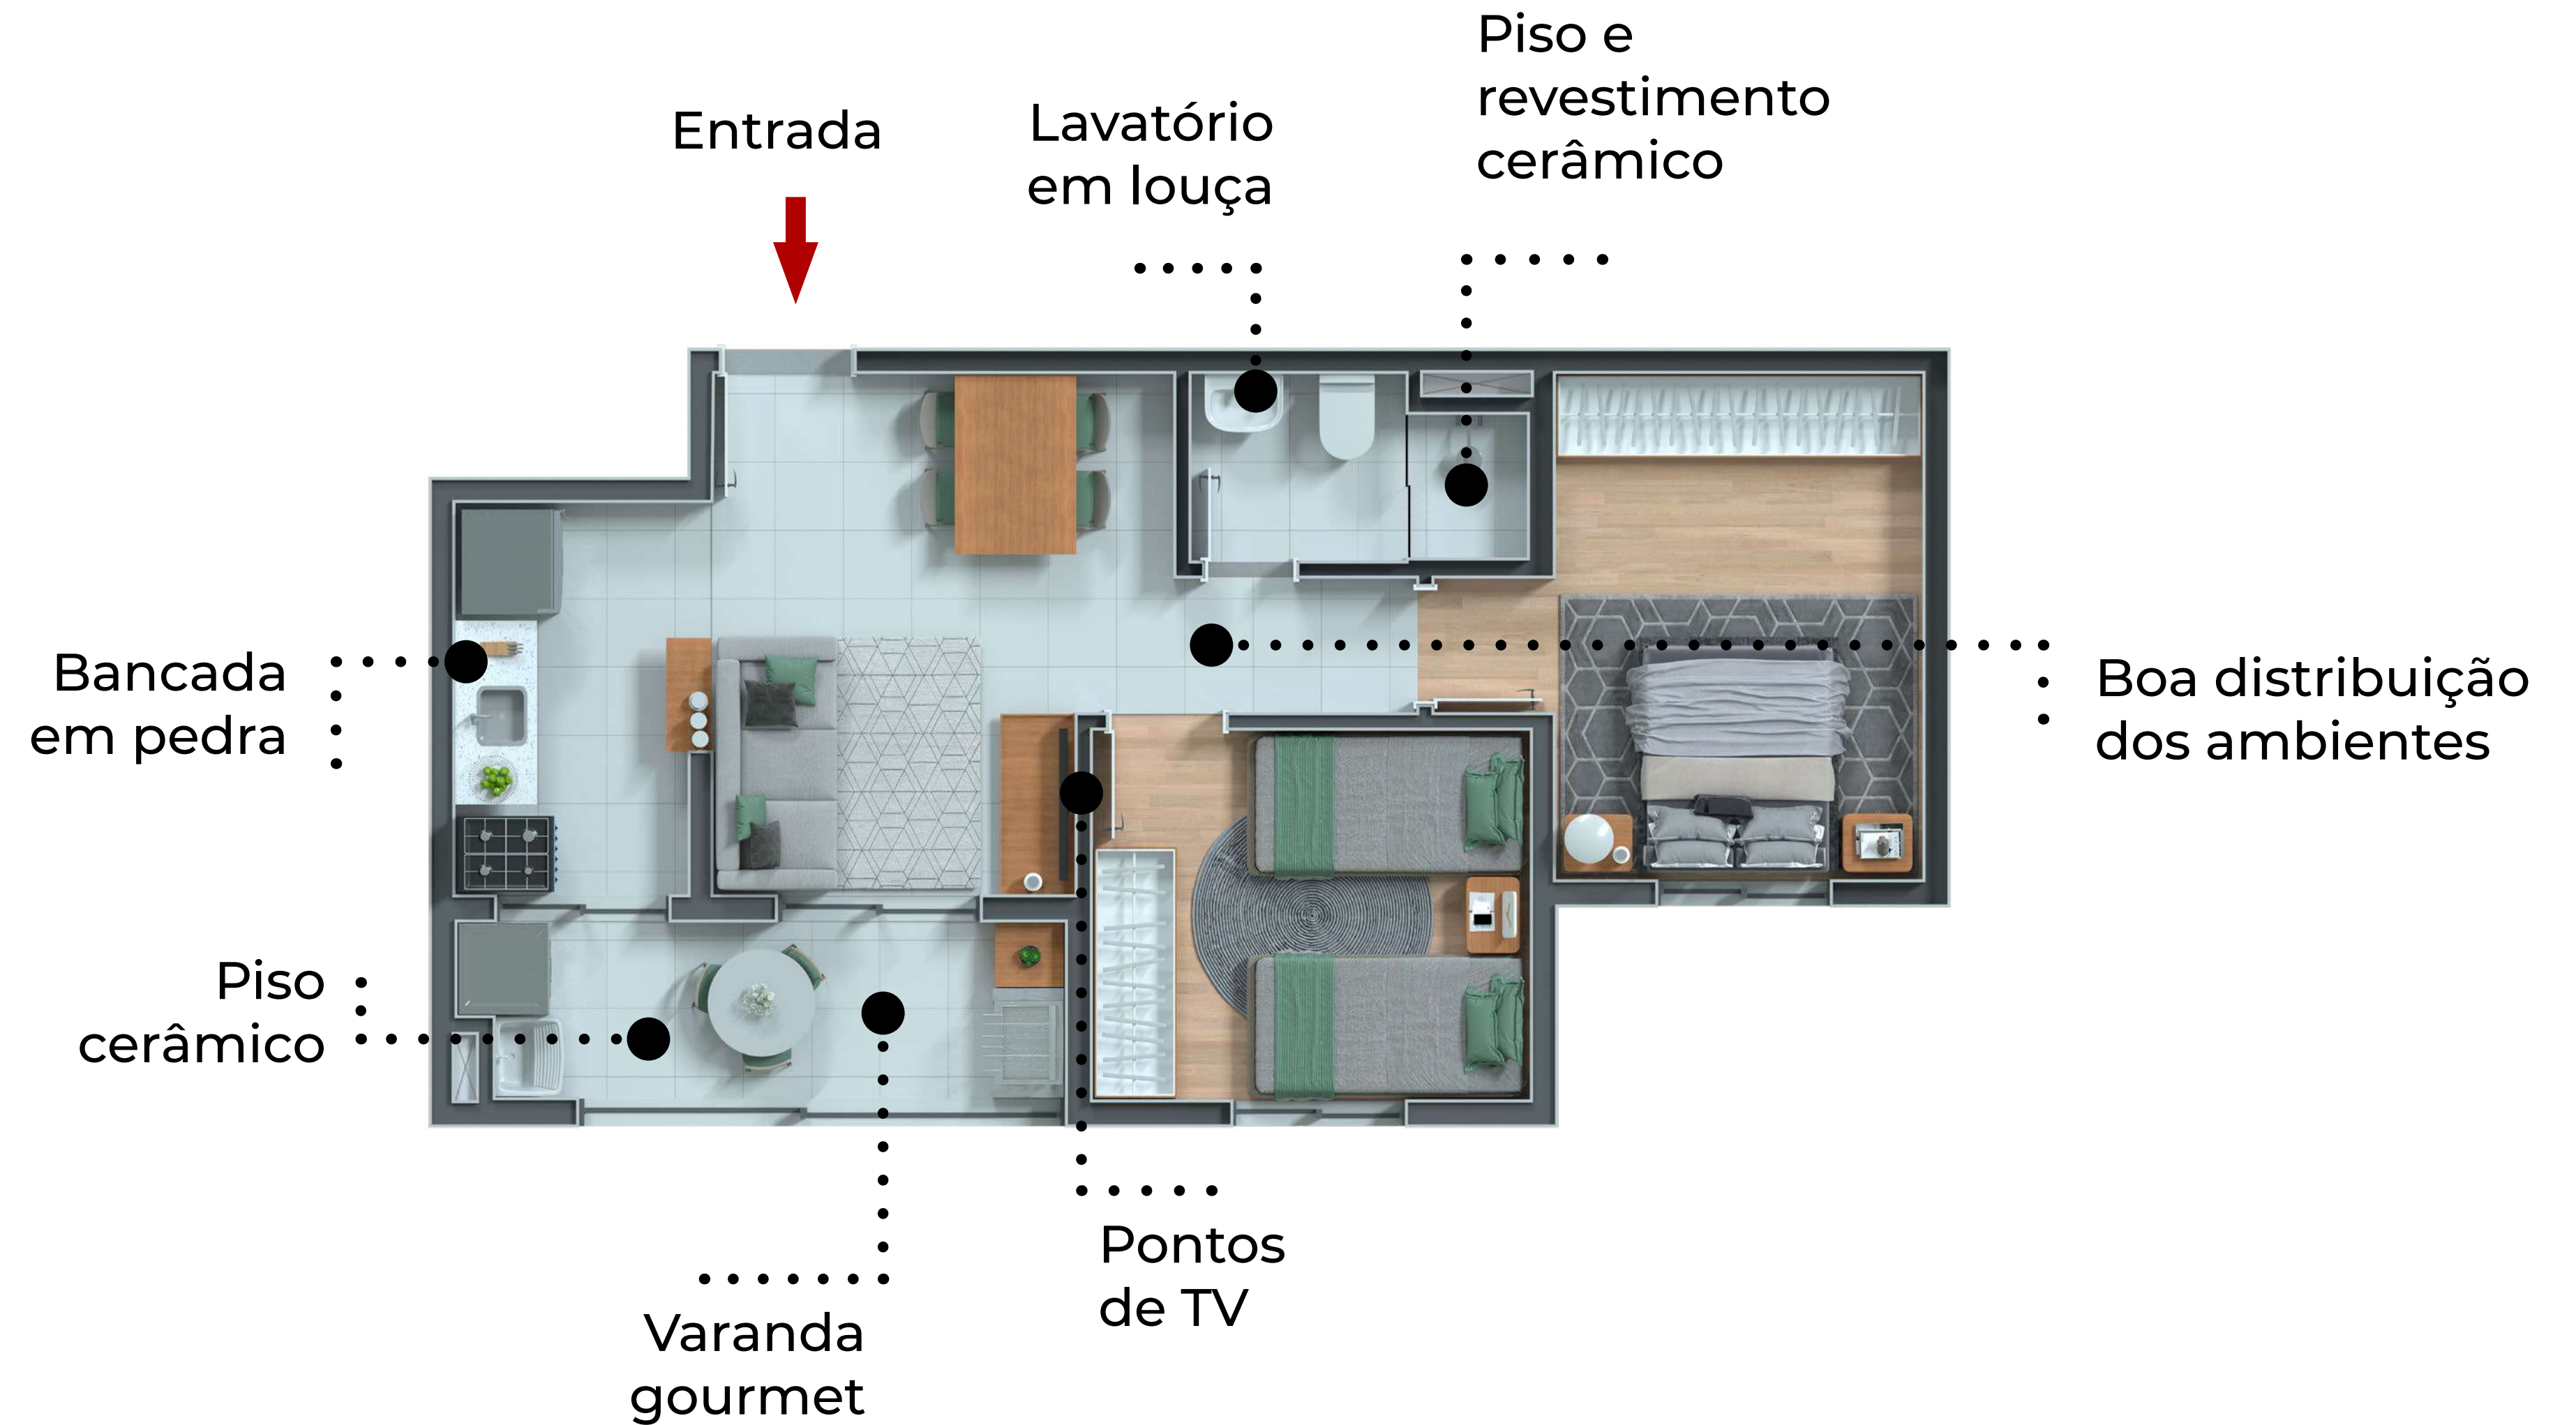 Piso e
revestimento
cerâmico
Entrada
Lavatório
em louça
Bancada
em pedra
Boa distribuição
dos ambientes
Piso
cerâmico
Pontos
de TV
Varanda
gourmet